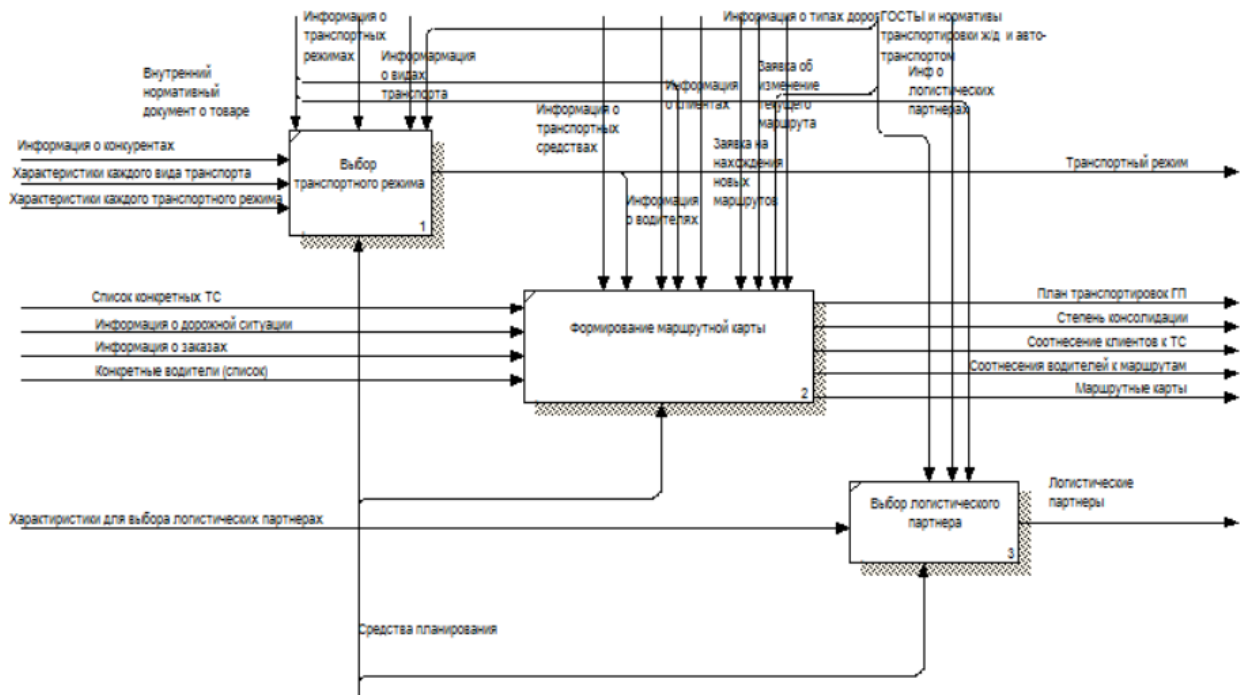 Информация о
транспортных
режимах
Информармация
о видах
транспорта
Внутренний
нормативный
документ о товаре
Информация о типах дорог
ГОСТЫ и нормативы
транспортировки ж/д и авто-
транспортом
Инф о
логистических
партнерах
Заявка об
изменение
текущего
маршрута
Информация
о клиентах
Информация о
транспортных
средствах
Заявка на
нахождения
новых
маршрутов
Информация
о водителях
Информация о конкурентах
Характеристики каждого вида транспорта
Характеристики каждого транспортного режима
Выбор
транспортного режима
1
Транспортный режим
Список конкретных ТС
Информация о дорожной ситуации
Информация о заказах
Конкретные водители (список)
Формирование маршрутной карты
2
План транспортировок ГП
Степень консолидации
Соотнесение клиентов к ТС
Соотнесения водителей к маршрутам
Маршрутные карты
Характиристики для выбора логистических партнерах
Выбор логистического
партнера
3
Логистические
партнеры
Средства планирования